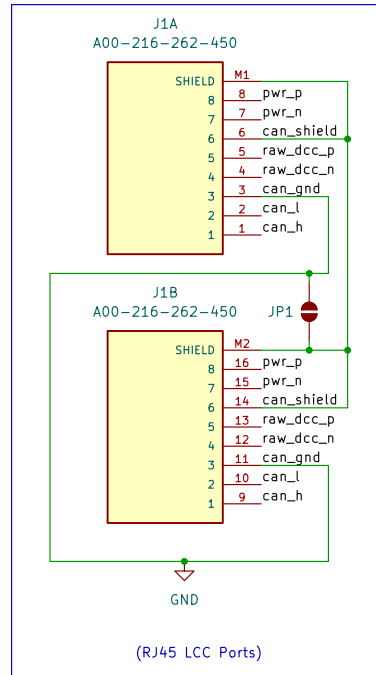 J1A
A00-216-262-450
SHIELD M1
8 8 pwr_p
7 7 pwr_n
6 6 can_shield
5 5 raw_dcc_p
4 4 raw_dcc_n
3 3 can_gnd
2 2 can_l
1 1 can_h
J1B
A00-216-262-450
JP1
SHIELD M2
8 16 pwr_p
7 15 pwr_n
6 14 can_shield
5 13 raw_dcc_p
4 12 raw_dcc_n
3 11 can_gnd
2 10 can_l
1 9 can_h
GND
(RJ45 LCC Ports)